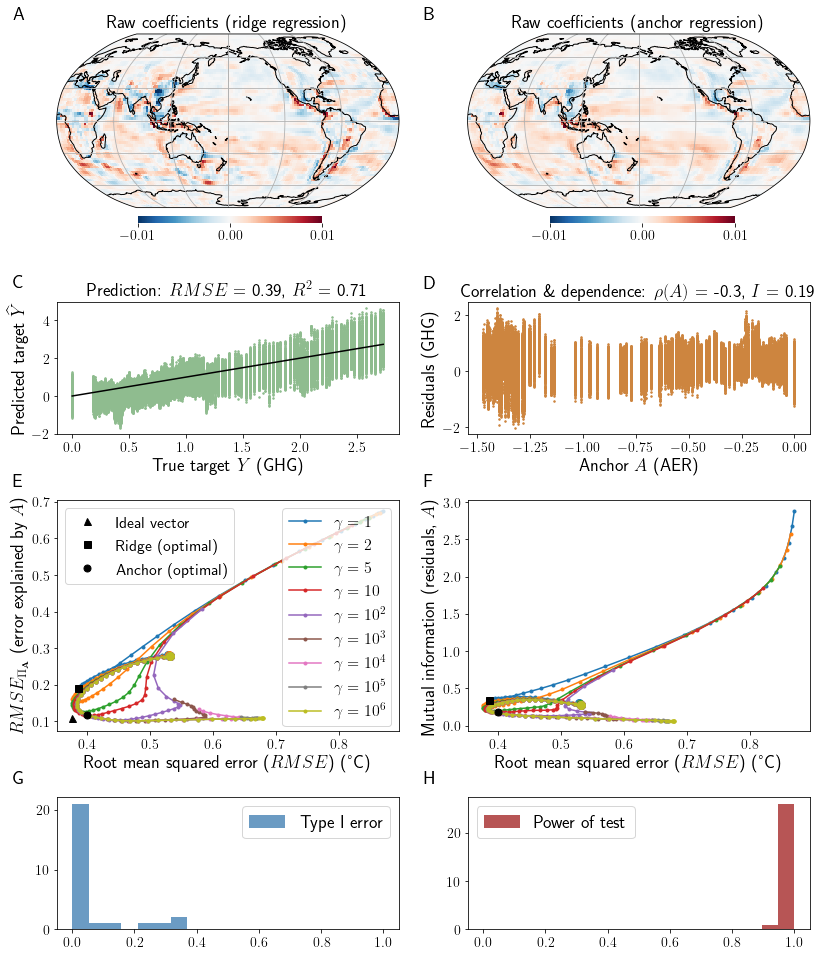 A
Raw coefficients (ridge regression)
−0.01 0.00 0.01
B
Raw coefficients (anchor regression)
−0.01 0.00 0.01
C
Prediction: RMSE = 0.39, R² = 0.71
Predicted target Ŷ
4
2
0
−2
0.0 0.5 1.0 1.5 2.0 2.5
True target Y (GHG)
D
Correlation & dependence: ρ(A) = -0.3, I = 0.19
Residuals (GHG)
2
0
−2
−1.50 −1.25 −1.00 −0.75 −0.50 −0.25 0.00
Anchor A (AER)
E
RMSE_Π_A (error explained by A)
0.7
0.6
0.5
0.4
0.3
0.2
0.1
Ideal vector
Ridge (optimal)
Anchor (optimal)
γ = 1
γ = 2
γ = 5
γ = 10
γ = 10²
γ = 10³
γ = 10⁴
γ = 10⁵
γ = 10⁶
0.4 0.5 0.6 0.7 0.8
Root mean squared error (RMSE) (°C)
F
Mutual information (residuals, A)
3.0
2.5
2.0
1.5
1.0
0.5
0.0
0.4 0.5 0.6 0.7 0.8
Root mean squared error (RMSE) (°C)
G
20
10
0
Type I error
0.0 0.2 0.4 0.6 0.8 1.0
H
20
10
0
Power of test
0.0 0.2 0.4 0.6 0.8 1.0